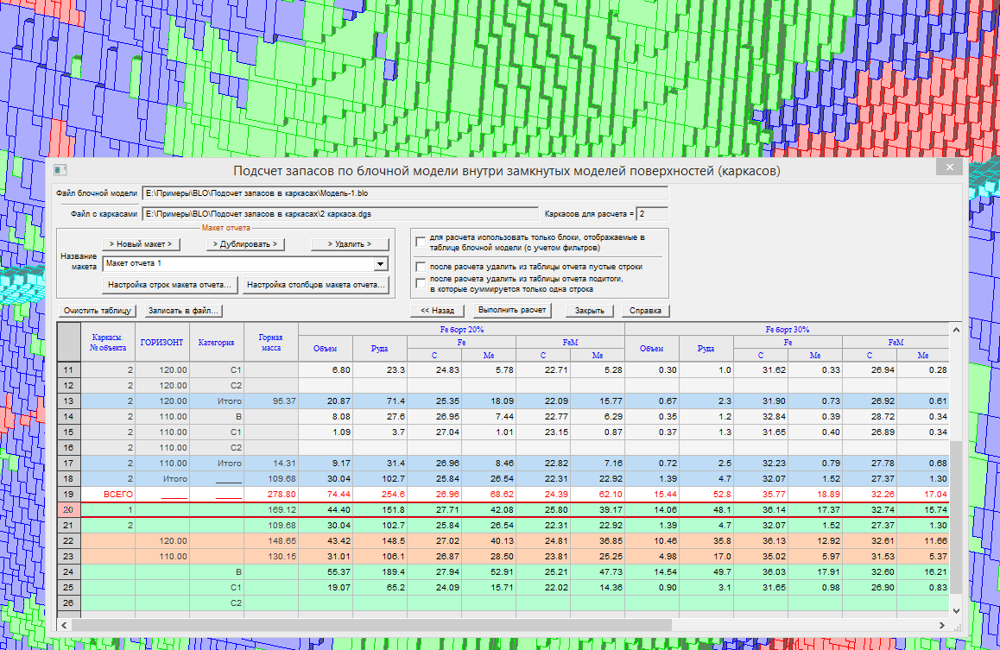 Подсчет запасов по блочной модели внутри замкнутых моделей поверхностей (каркасов)
Файл блочной модели E:\Примеры\BLO\Подсчет запасов в каркасах\Модель-1.blo
Файл с каркасами E:\Примеры\BLO\Подсчет запасов в каркасах\2 каркаса.dgs Каркасов для расчета = 2
Макет отчета
> Новый макет > > Дублировать > > Удалить >
Название макета Макет отчета 1
Настройка строк макета отчета... Настройка столбцов макета отчета...
для расчета использовать только блоки, отображаемые в
таблице блочной модели (с учетом фильтров)
после расчета удалить из таблицы отчета пустые строки
после расчета удалить из таблицы отчета подитоги,
в которые суммируется только одна строка
Очистить таблицу Записать в файл... << Назад Выполнить расчет Закрыть Справка
Каркасы. № объекта ГОРИЗОНТ Категория Горная масса Fe борт 20% Fe борт 30%
Объем Руда Fe FeM Объем Руда Fe FeM
C Me C Me C Me C Me
11 2 120.00 C1 6.80 23.3 24.83 5.78 22.71 5.28 0.30 1.0 31.62 0.33 26.94 0.28
12 2 120.00 C2
13 2 120.00 Итого 95.37 20.87 71.4 25.35 18.09 22.09 15.77 0.67 2.3 31.90 0.73 26.92 0.61
14 2 110.00 B 8.08 27.6 26.95 7.44 22.77 6.29 0.35 1.2 32.84 0.39 28.72 0.34
15 2 110.00 C1 1.09 3.7 27.04 1.01 23.15 0.87 0.37 1.3 31.65 0.40 26.89 0.34
16 2 110.00 C2
17 2 110.00 Итого 14.31 9.17 31.4 26.96 8.46 22.82 7.16 0.72 2.5 32.23 0.79 27.78 0.68
18 2 Итого _____ 109.68 30.04 102.7 25.84 26.54 22.31 22.92 1.39 4.7 32.07 1.52 27.37 1.30
19 ВСЕГО _____ _____ 278.80 74.44 254.6 26.96 68.62 24.39 62.10 15.44 52.8 35.77 18.89 32.26 17.04
20 1 169.12 44.40 151.8 27.71 42.08 25.80 39.17 14.06 48.1 36.14 17.37 32.74 15.74
21 2 109.68 30.04 102.7 25.84 26.54 22.31 22.92 1.39 4.7 32.07 1.52 27.37 1.30
22 120.00 148.65 43.42 148.5 27.02 40.13 24.81 36.85 10.46 35.8 36.13 12.92 32.61 11.66
23 110.00 130.15 31.01 106.1 26.87 28.50 23.81 25.25 4.98 17.0 35.02 5.97 31.53 5.37
24 B 55.37 189.4 27.94 52.91 25.21 47.73 14.54 49.7 36.03 17.91 32.60 16.21
25 C1 19.07 65.2 24.09 15.71 22.02 14.36 0.90 3.1 31.65 0.98 26.90 0.83
26 C2